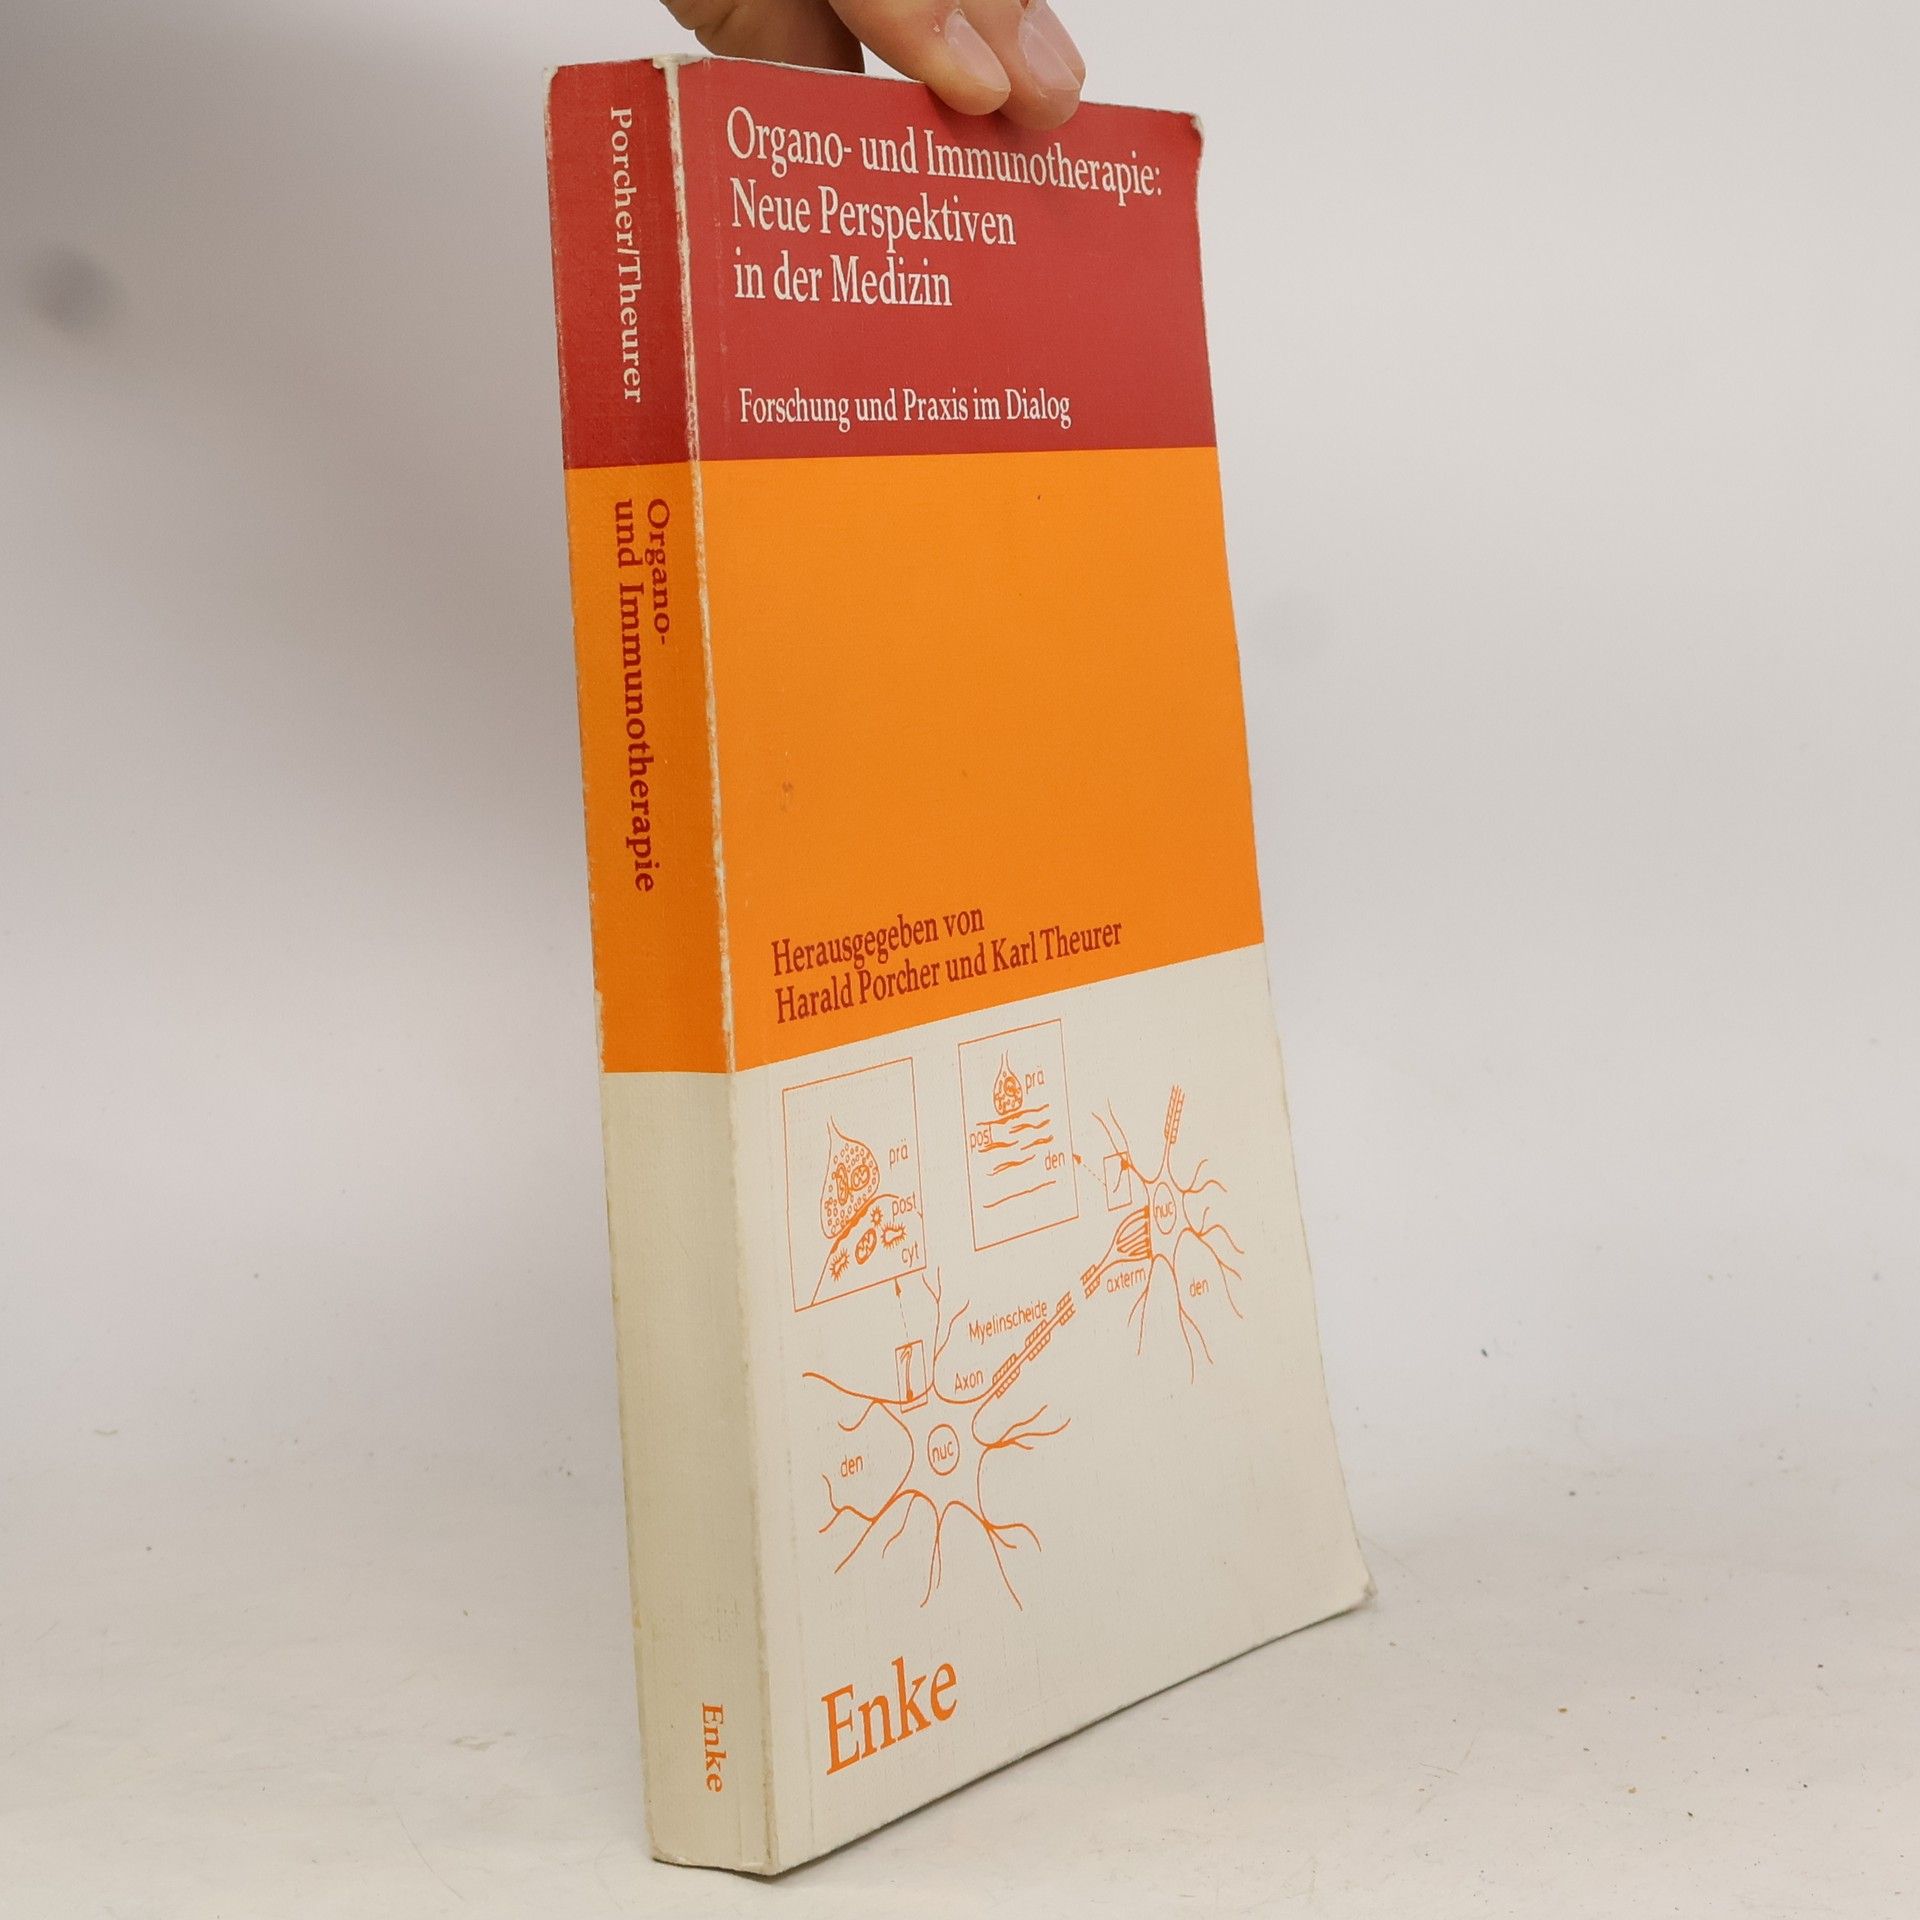 Porcher/Theurer
Organo-
und Immunotherapie
Enke
Organo- und Immunotherapie:
Neue Perspektiven
in der Medizin
Forschung und Praxis im Dialog
Herausgegeben von
Harald Porcher und Karl Theurer
prä
post
cyt
prä
pos
den
nuc
axterm
den
Myelinscheide
Axon
den
nuc
Enke